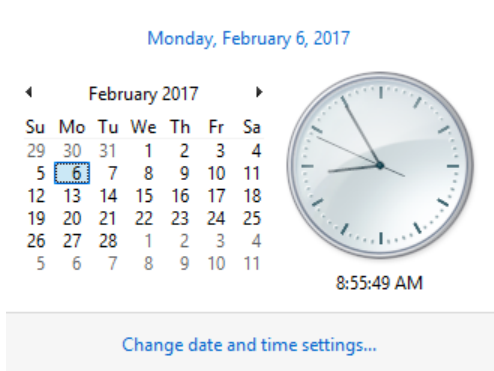 Monday, February 6, 2017
February 2017
Su Mo Tu We Th Fr Sa
29 30 31 1 2 3 4
5 6 7 8 9 10 11
12 13 14 15 16 17 18
19 20 21 22 23 24 25
26 27 28 1 2 3 4
5 6 7 8 9 10 11
8:55:49 AM
Change date and time settings...